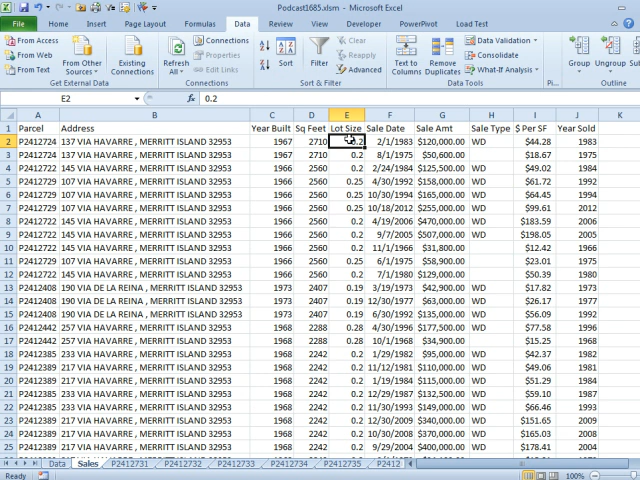 Podcast1685.xlsm - Microsoft Excel
File Home Insert Page Layout Formulas Data Review View Developer PowerPivot Load Test
From Access
From Web
From Text
From Other Sources
Existing Connections
Get External Data
Refresh All
Connections
Properties
Edit Links
Connections
Sort
Filter
Clear
Reapply
Advanced
Sort & Filter
Text to Columns
Remove Duplicates
Data Validation
Consolidate
What-If Analysis
Data Tools
Pi...
Group Ungroup
E2 fx 0.2
A B C D E F G H I J K
1 Parcel Address Year Built Sq Feet Lot Size Sale Date Sale Amt Sale Type $ Per SF Year Sold
2 P2412724 137 VIA HAVARRE , MERRITT ISLAND 32953 1967 2710 0.2 2/1/1983 $120,000.00 WD $44.28 1983
3 P2412724 137 VIA HAVARRE , MERRITT ISLAND 32953 1967 2710 0.2 8/1/1975 $50,600.00 $18.67 1975
4 P2412722 145 VIA HAVARRE , MERRITT ISLAND 32953 1966 2560 0.2 2/24/1984 $125,500.00 WD $49.02 1984
5 P2412729 107 VIA HAVARRE , MERRITT ISLAND 32953 1966 2560 0.25 4/30/1992 $158,000.00 WD $61.72 1992
6 P2412729 107 VIA HAVARRE , MERRITT ISLAND 32953 1966 2560 0.25 10/30/1995 $165,000.00 WD $64.45 1995
7 P2412729 107 VIA HAVARRE , MERRITT ISLAND 32953 1966 2560 0.25 10/18/2012 $255,000.00 WD $99.61 2012
8 P2412722 145 VIA HAVARRE , MERRITT ISLAND 32953 1966 2560 0.2 4/19/2006 $470,000.00 WD $183.59 2006
9 P2412722 145 VIA HAVARRE , MERRITT ISLAND 32953 1966 2560 0.2 9/7/2005 $507,000.00 WD $198.05 2005
10 P2412722 145 VIA HAVARRE , MERRITT ISLAND 32953 1966 2560 0.2 11/1/1966 $31,800.00 $12.42 1966
11 P2412729 107 VIA HAVARRE , MERRITT ISLAND 32953 1966 2560 0.25 6/1/1975 $58,900.00 $23.01 1975
12 P2412722 145 VIA HAVARRE , MERRITT ISLAND 32953 1966 2560 0.2 7/1/1980 $129,000.00 $50.39 1980
13 P2412408 190 VIA DE LA REINA , MERRITT ISLAND 32953 1973 2407 0.19 3/19/1973 $42,900.00 WD $17.82 1973
14 P2412408 190 VIA DE LA REINA , MERRITT ISLAND 32953 1973 2407 0.19 12/30/1977 $63,000.00 WD $26.17 1977
15 P2412408 190 VIA DE LA REINA , MERRITT ISLAND 32953 1973 2407 0.19 6/30/1991 $135,000.00 WD $56.09 1991
16 P2412442 257 VIA HAVARRE , MERRITT ISLAND 32953 1968 2288 0.28 4/30/1996 $177,500.00 WD $77.58 1996
17 P2412442 257 VIA HAVARRE , MERRITT ISLAND 32953 1968 2288 0.28 10/1/1968 $34,900.00 $15.25 1968
18 P2412385 233 VIA HAVARRE , MERRITT ISLAND 32953 1968 2242 0.2 1/29/1982 $95,000.00 WD $42.37 1982
19 P2412389 217 VIA HAVARRE , MERRITT ISLAND 32953 1968 2242 0.2 1/12/1981 $110,000.00 WD $49.06 1981
20 P2412389 217 VIA HAVARRE , MERRITT ISLAND 32953 1968 2242 0.2 1/19/1984 $115,000.00 WD $51.29 1984
21 P2412385 233 VIA HAVARRE , MERRITT ISLAND 32953 1968 2242 0.2 12/30/1987 $132,500.00 WD $59.10 1987
22 P2412385 233 VIA HAVARRE , MERRITT ISLAND 32953 1968 2242 0.2 11/30/1993 $149,000.00 WD $66.46 1993
23 P2412389 217 VIA HAVARRE , MERRITT ISLAND 32953 1968 2242 0.2 12/30/2009 $340,000.00 WD $151.65 2009
24 P2412389 217 VIA HAVARRE , MERRITT ISLAND 32953 1968 2242 0.2 10/30/2008 $370,000.00 WD $165.03 2008
25 P2412389 217 VIA HAVARRE , MERRITT ISLAND 32953 1968 2242 0.2 9/24/2004 $400,000.00 WD $178.41 2004
Data Sales P2412731 P2412732 P2412733 P2412734 P2412735 P2412
Ready 100%